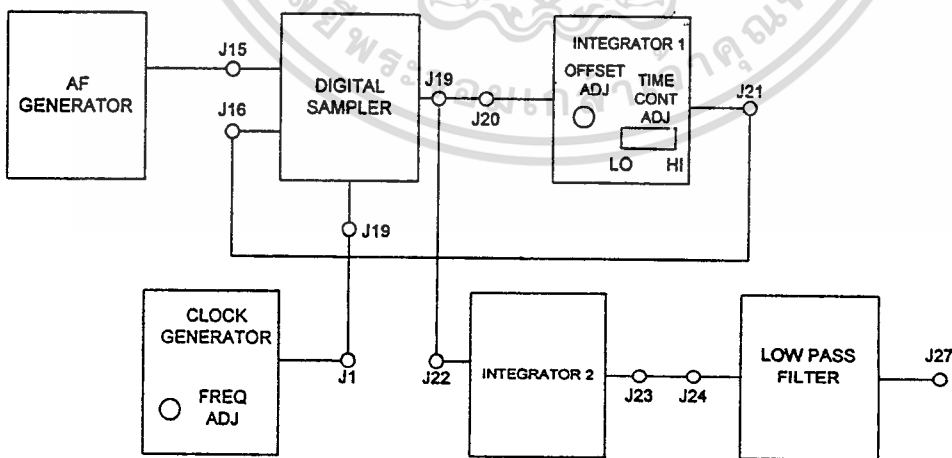 J15
AF
GENERATOR
J16
DIGITAL
SAMPLER
J19
J20
INTEGRATOR 1
OFFSET
ADJ
TIME
CONT
ADJ
LO HI
J21
J19
CLOCK
GENERATOR
FREQ
ADJ
J1
J22
INTEGRATOR 2
J23 J24
LOW PASS
FILTER
J27